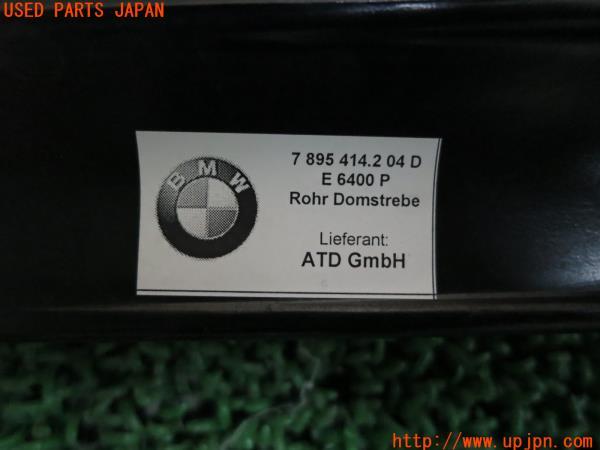 USED PARTS JAPAN
BMW
7 895 414.2 04 D
E 6400 P
Rohr Domstrebe
Lieferant:
ATD GmbH
http://www.upjpn.com/